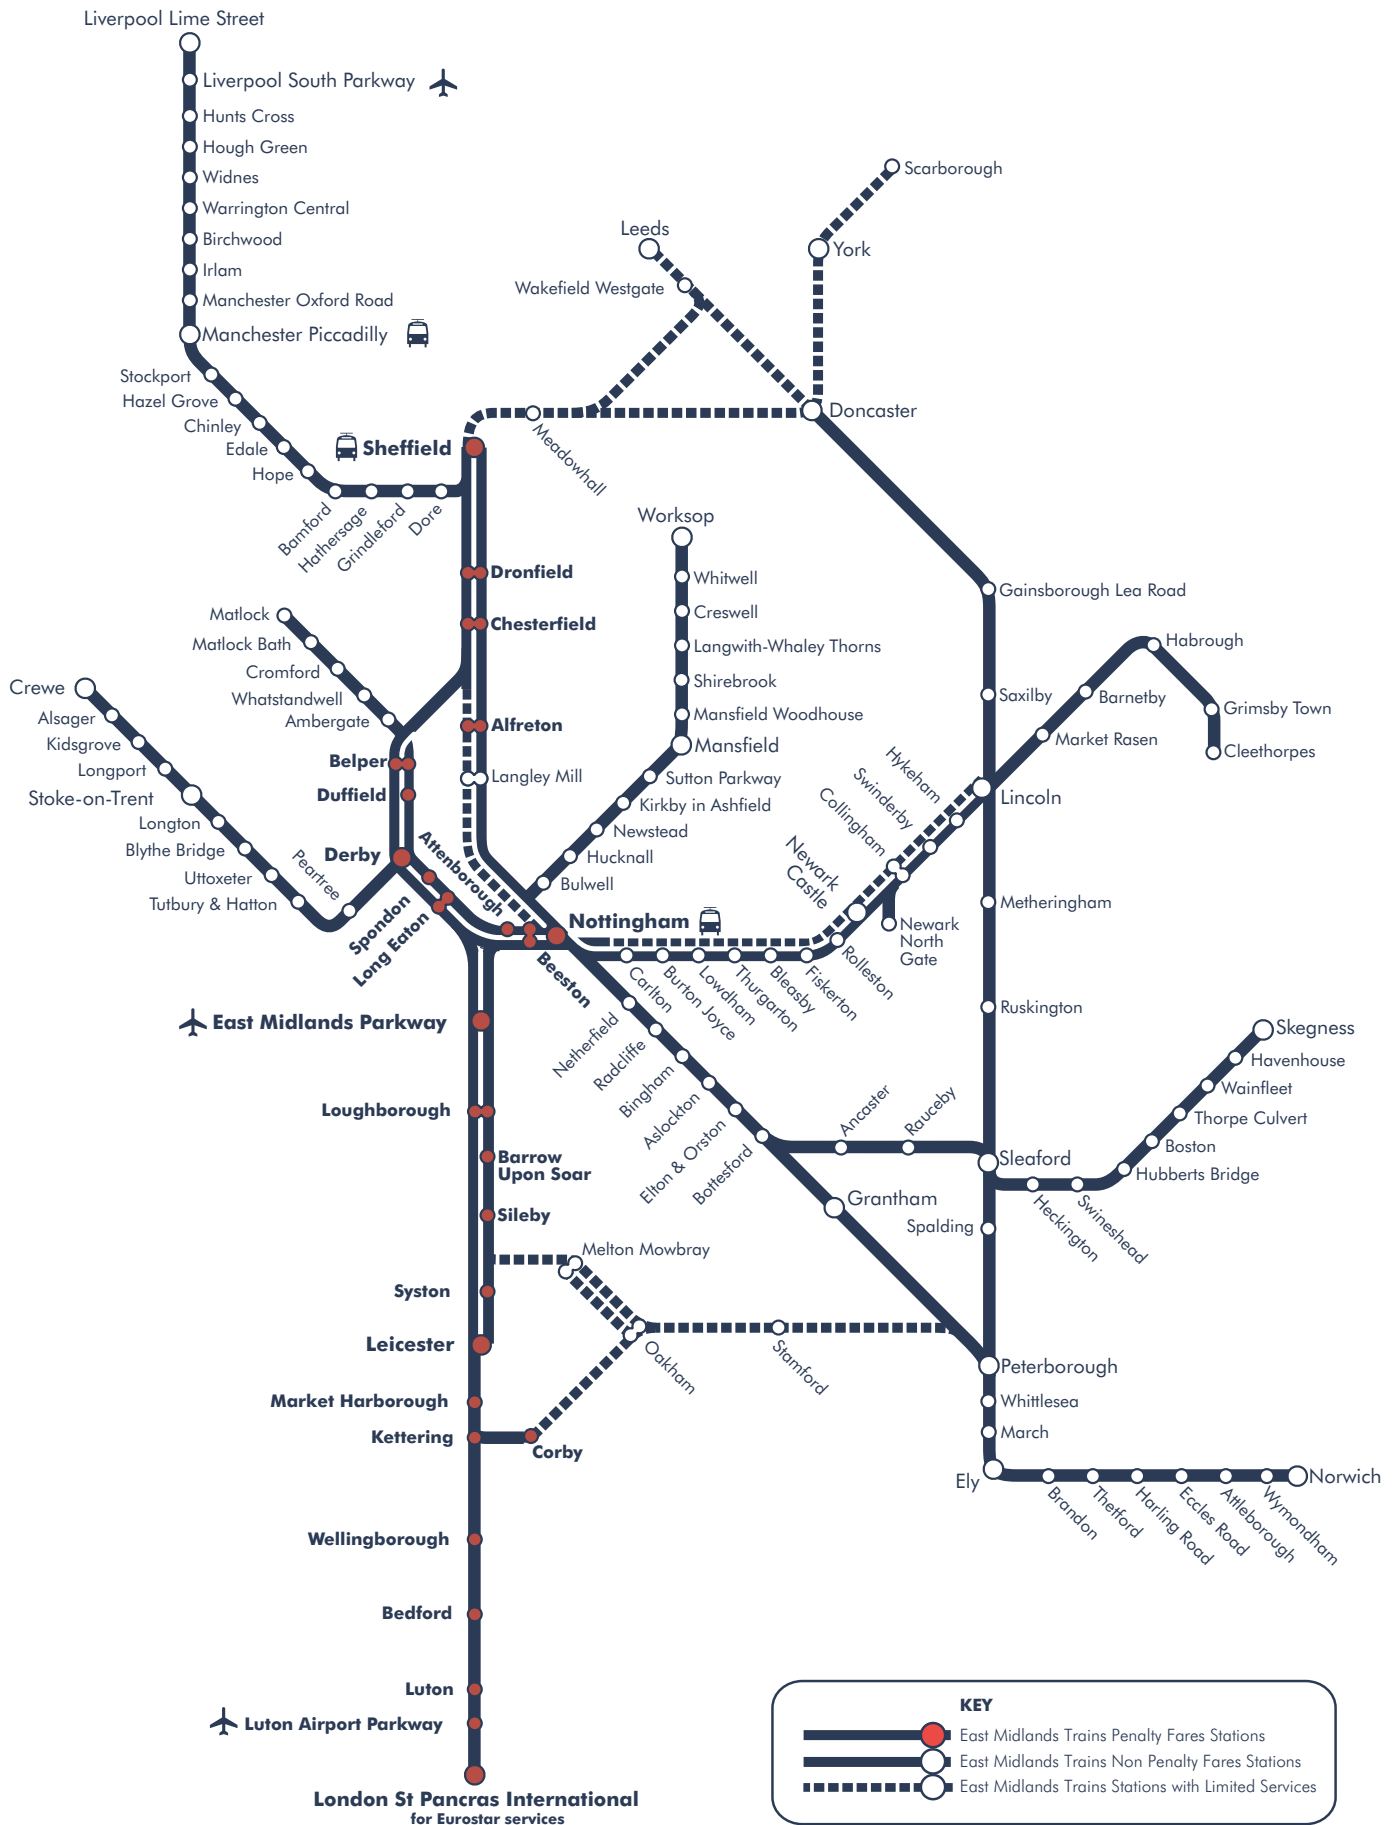 Liverpool Lime Street
Liverpool South Parkway
Hunts Cross
Hough Green
Widnes
Warrington Central
Birchwood
Irlam
Manchester Oxford Road
Manchester Piccadilly
Stockport
Hazel Grove
Chinley
Edale
Hope
Bamford
Hathersage
Grindleford
Dore
Sheffield
Meadowhall
Leeds
Wakefield Westgate
Scarborough
York
Doncaster
Dronfield
Chesterfield
Alfreton
Langley Mill
Worksop
Whitwell
Creswell
Langwith-Whaley Thorns
Shirebrook
Mansfield Woodhouse
Mansfield
Sutton Parkway
Kirkby in Ashfield
Newstead
Hucknall
Bulwell
Gainsborough Lea Road
Saxilby
Habrough
Barnetby
Market Rasen
Grimsby Town
Cleethorpes
Lincoln
Hykeham
Swinderby
Collingham
Newark
Castle
Newark
North
Gate
Rolleston
Fiskerton
Bleasby
Thurgarton
Lowdham
Burton Joyce
Carlton
Matlock
Matlock Bath
Cromford
Whatstandwell
Ambergate
Belper
Duffield
Derby
Crewe
Alsager
Kidsgrove
Longport
Stoke-on-Trent
Longton
Blythe Bridge
Uttoxeter
Tutbury & Hatton
Peartree
Spondon
Long Eaton
Attenborough
Beeston
Nottingham
Netherfield
Radcliffe
Bingham
Aslockton
Elton & Orston
Bottesford
Ancaster
Rauceby
Metheringham
Ruskington
Sleaford
Heckington
Swineshead
Hubberts Bridge
Boston
Thorpe Culvert
Wainfleet
Havenhouse
Skegness
Grantham
Spalding
East Midlands Parkway
Loughborough
Barrow
Upon Soar
Sileby
Syston
Leicester
Melton Mowbray
Oakham
Stamford
Peterborough
Whittlesea
March
Ely
Brandon
Thetford
Harling Road
Eccles Road
Attleborough
Wymondham
Norwich
Market Harborough
Kettering
Corby
Wellingborough
Bedford
Luton
Luton Airport Parkway
London St Pancras International
for Eurostar services
KEY
East Midlands Trains Penalty Fares Stations
East Midlands Trains Non Penalty Fares Stations
East Midlands Trains Stations with Limited Services